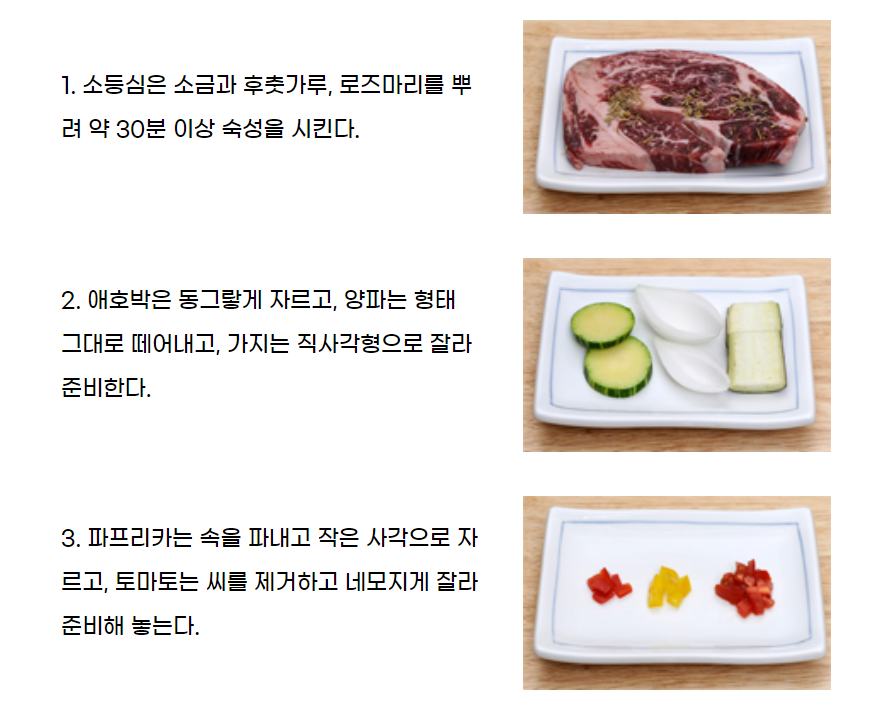 1. 소등심은 소금과 후춧가루, 로즈마리를 뿌
려 약 30분 이상 숙성을 시킨다.
2. 애호박은 동그랗게 자르고, 양파는 형태
그대로 떼어내고, 가지는 직사각형으로 잘라
준비한다.
3. 파프리카는 속을 파내고 작은 사각으로 자
르고, 토마토는 씨를 제거하고 네모지게 잘라
준비해 놓는다.